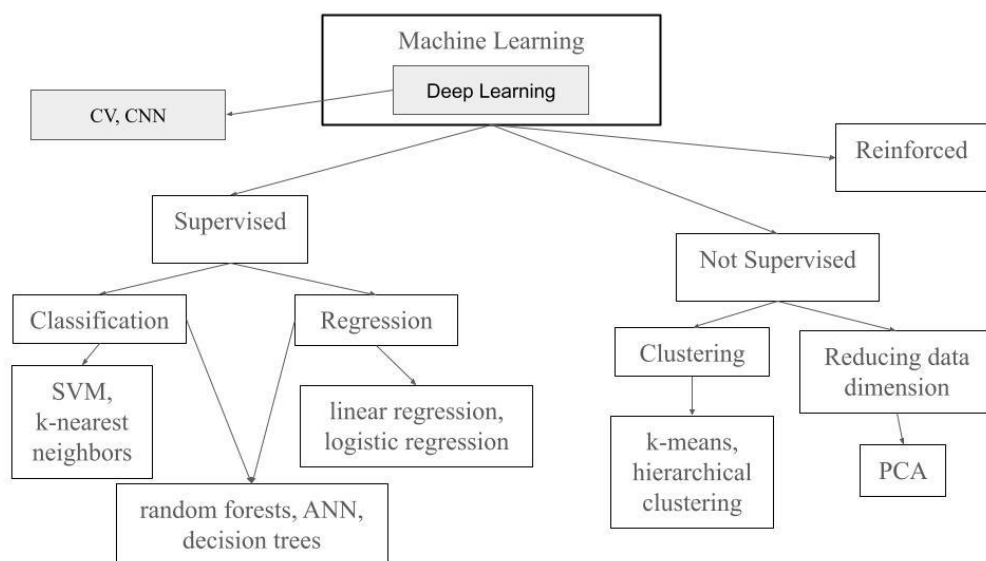 Machine Learning
Deep Learning
CV, CNN
Reinforced
Supervised
Not Supervised
Classification
Regression
Clustering
Reducing data
dimension
SVM,
k-nearest
neighbors
linear regression,
logistic regression
k-means,
hierarchical
clustering
PCA
random forests, ANN,
decision trees